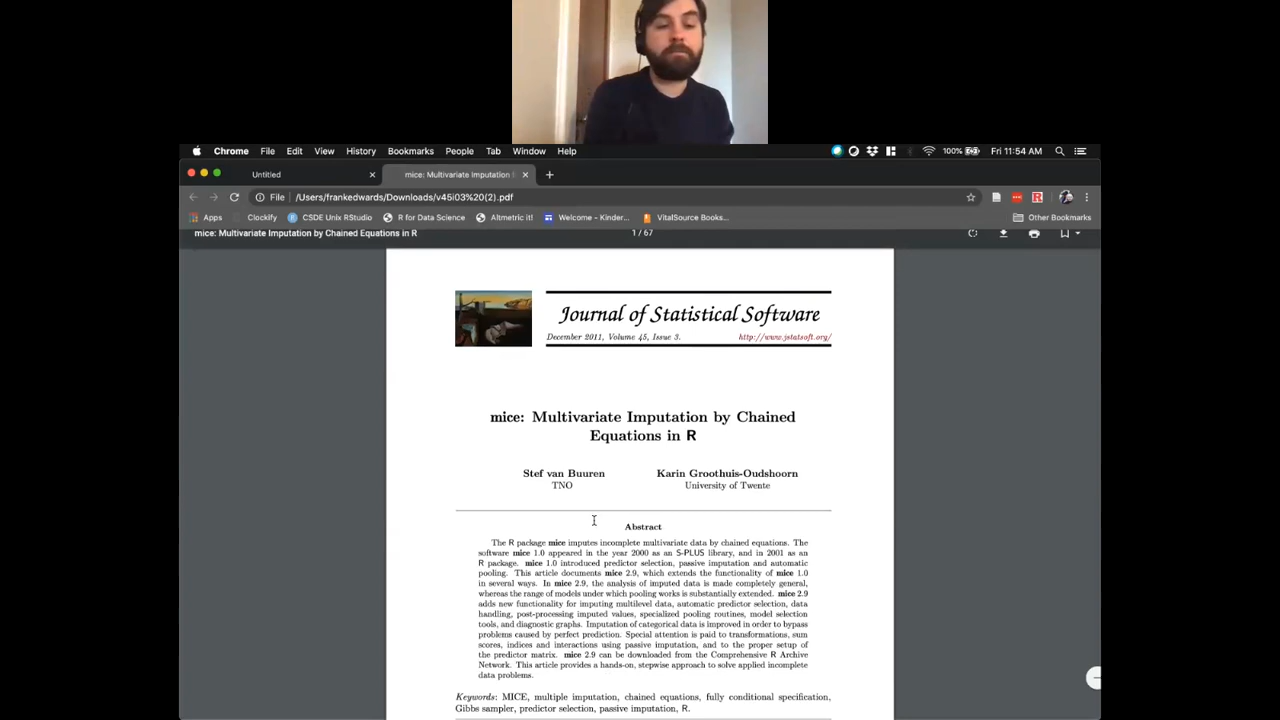 Chrome File Edit View History Bookmarks People Tab Window Help 100% Fri 11:54 AM
Untitled mice: Multivariate Imputation
File /Users/frankedwards/Downloads/v45i03%20(2).pdf
Apps Clockify CSDE Unix RStudio R for Data Science Altmetric it! Welcome - Kinder... VitalSource Books... Other Bookmarks
mice: Multivariate Imputation by Chained Equations in R 1 / 67
Journal of Statistical Software
December 2011, Volume 45, Issue 3. http://www.jstatsoft.org/
mice: Multivariate Imputation by Chained
Equations in R
Stef van Buuren Karin Groothuis-Oudshoorn
TNO University of Twente
Abstract
The R package mice imputes incomplete multivariate data by chained equations. The
software mice 1.0 appeared in the year 2000 as an S-PLUS library, and in 2001 as an
R package. mice 1.0 introduced predictor selection, passive imputation and automatic
pooling. This article documents mice 2.9, which extends the functionality of mice 1.0
in several ways. In mice 2.9, the analysis of imputed data is made completely general,
whereas the range of models under which pooling works is substantially extended. mice 2.9
adds new functionality for imputing multilevel data, automatic predictor selection, data
handling, post-processing imputed values, specialized pooling routines, model selection
tools, and diagnostic graphs. Imputation of categorical data is improved in order to bypass
problems caused by perfect prediction. Special attention is paid to transformations, sum
scores, indices and interactions using passive imputation, and to the proper setup of
the predictor matrix. mice 2.9 can be downloaded from the Comprehensive R Archive
Network. This article provides a hands-on, stepwise approach to solve applied incomplete
data problems.
Keywords: MICE, multiple imputation, chained equations, fully conditional specification,
Gibbs sampler, predictor selection, passive imputation, R.